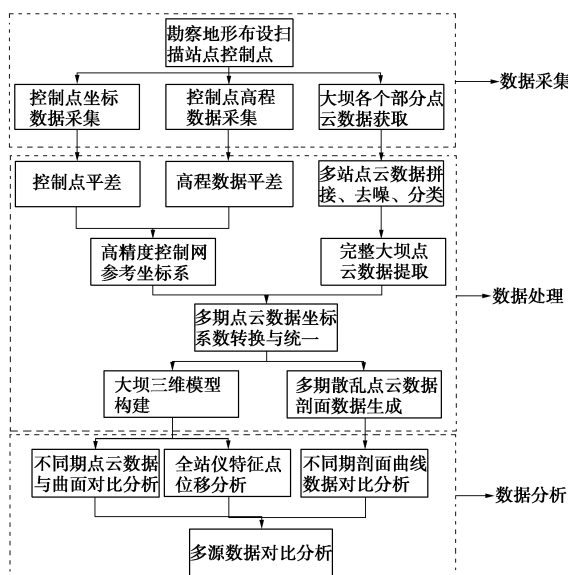 勘察地形布设扫
描站点控制点
控制点坐标
数据采集
控制点高程
数据采集
大坝各个部分点
云数据获取
数据采集
控制点平差
高程数据平差
多站点云数据拼
接、去噪、分类
高精度控制网
参考坐标系
完整大坝点
云数据提取
多期点云数据坐标
系数转换与统一
数据处理
大坝三维模型
构建
多期散乱点云数据
剖面数据生成
不同期点云数据
与曲面对比分析
全站仪特征点
位移分析
不同期剖面曲线
数据对比分析
数据分析
多源数据对比分析